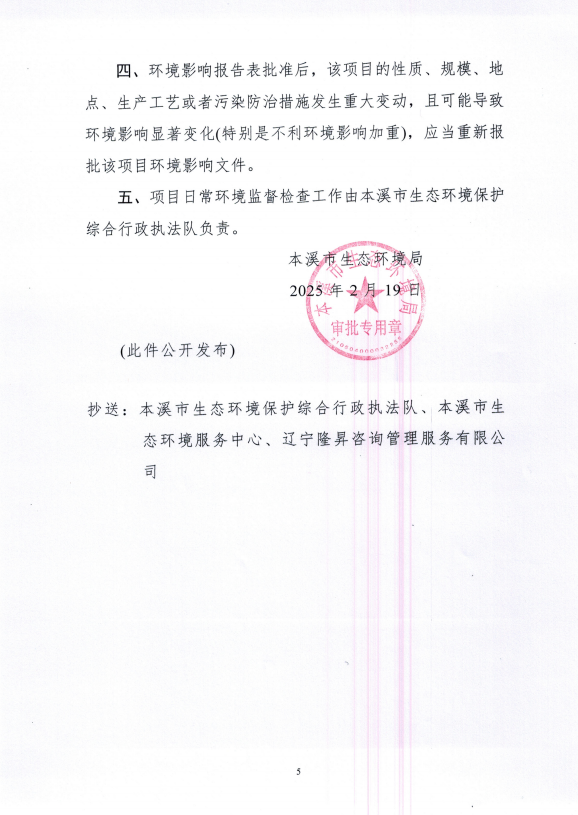 四、环境影响报告表批准后，该项目的性质、规模、地
点、生产工艺或者污染防治措施发生重大变动，且可能导致
环境影响显著变化(特别是不利环境影响加重)，应当重新报
批该项目环境影响文件。
五、项目日常环境监督检查工作由本溪市生态环境保护
综合行政执法队负责。
本溪市生态环境局
2025 年 2 月 19 日
本溪市生态环境局
审批专用章
(此件公开发布)
抄送：本溪市生态环境保护综合行政执法队、本溪市生
态环境服务中心、辽宁隆昇咨询管理服务有限公
司
5